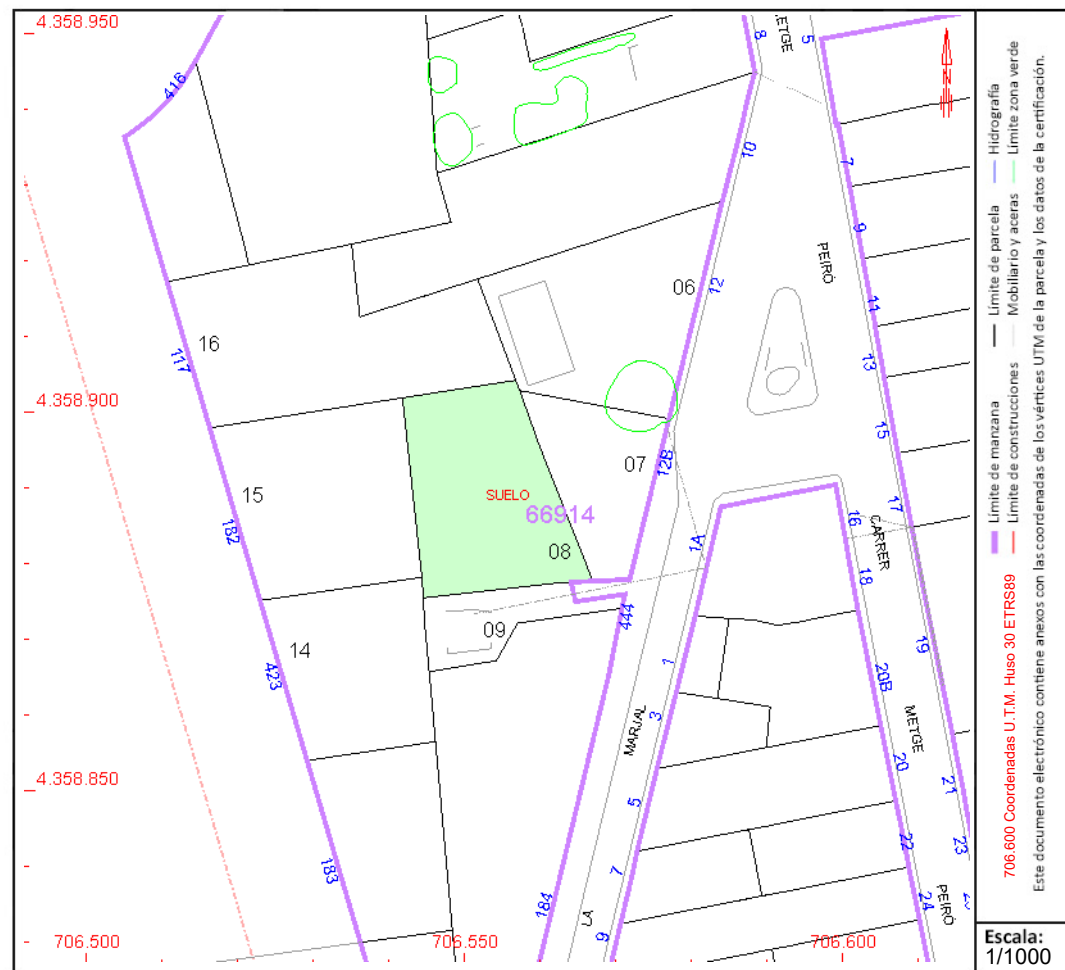 4.358.950
4.358.900
4.358.850
706.500
706.550
706.600
416
117
182
423
183
184
444
16
15
14
06
07
08
09
SUELO
66914
8
10
12
12B
1A
1
3
5
7
9
5
7
9
11
13
15
17
19
21
23
16
18
20B
20
22
24
ETGE
PEIRÓ
CARRER
METGE
PEIRÓ
MARJAL
LA
N
706.600 Coordenadas U.T.M. Huso 30 ETRS89
Límite de manzana
Límite de parcela
Hidrografía
Límite de construcciones
Mobiliario y aceras
Límite zona verde
Este documento electrónico contiene anexos con las coordenadas de los vértices UTM de la parcela y los datos de la certificación.
Escala:
1/1000